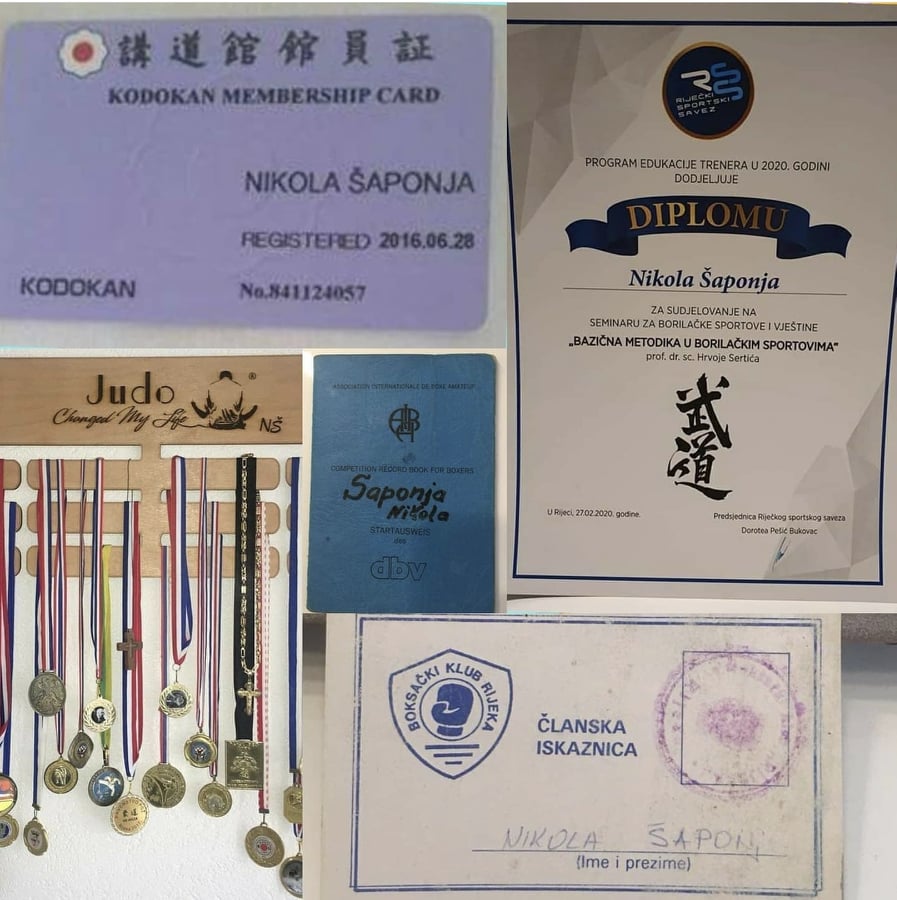 講道館館員証
KODOKAN MEMBERSHIP CARD
NIKOLA ŠAPONJA
REGISTERED 2016.06.28
KODOKAN No.841124057
RSS
RIJEČKI
SPORTSKI
SAVEZ
PROGRAM EDUKACIJE TRENERA U 2020. GODINI
DODJELJUJE
DIPLOMU
Nikola Šaponja
ZA SUDJELOVANJE NA
SEMINARU ZA BORILAČKE SPORTOVE I VJEŠTINE
„BAZIČNA METODIKA U BORILAČKIM SPORTOVIMA“
prof. dr. sc. Hrvoje Sertića
武
道
U Rijeci, 27.02.2020. godine.
Predsjednica Riječkog sportskog saveza
Dorotea Pešić Bukovac
Judo
Changed My Life
®
NŠ
ASSOCIATION INTERNATIONALE DE BOXE AMATEUR
AIBA
COMPETITION RECORD BOOK FOR BOXERS
Saponja
Nikola
STARTAUSWEIS
des
dbv
BOKSAČKI KLUB RIJEKA
ČLANSKA
ISKAZNICA
NIKOLA ŠAPONJ
(Ime i prezime)